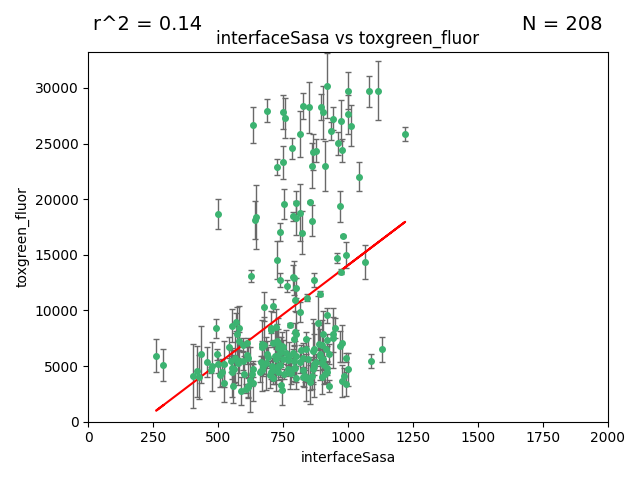 r^2 = 0.14
N = 208
interfaceSasa vs toxgreen_fluor
30000
25000
20000
15000
10000
5000
0
toxgreen_fluor
0 250 500 750 1000 1250 1500 1750 2000
interfaceSasa